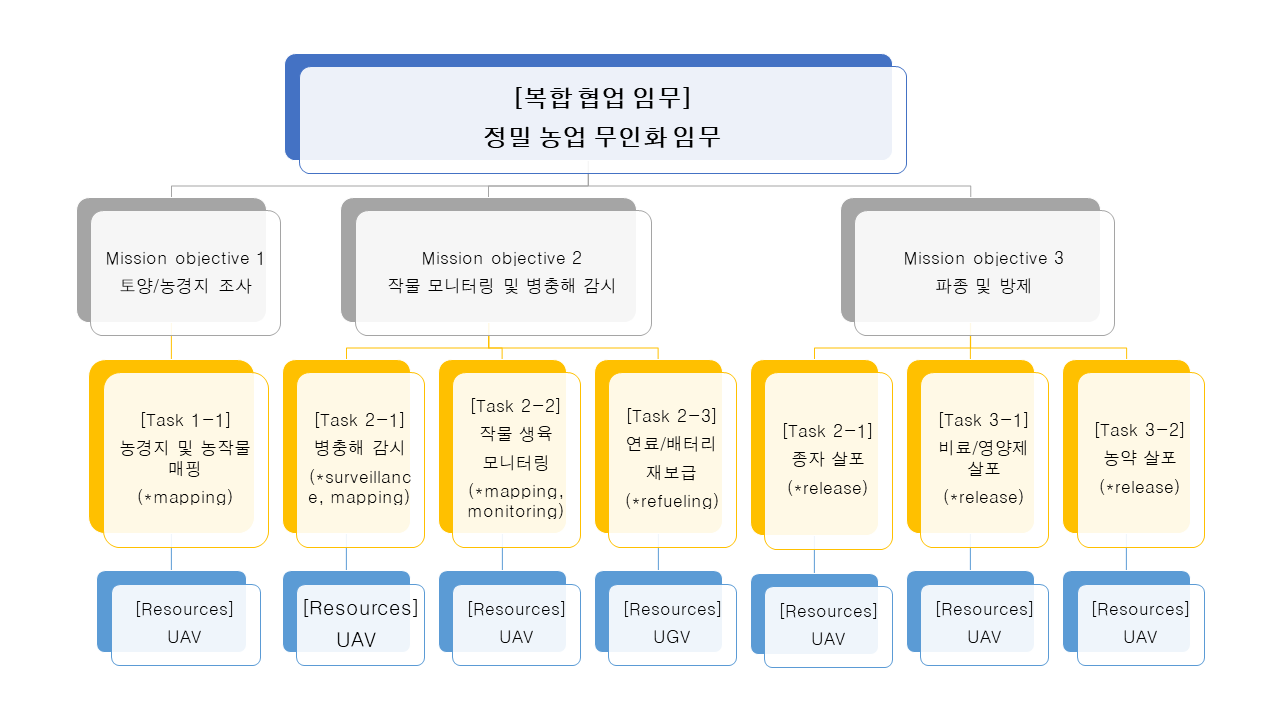 [복합 협업 임무]
정밀 농업 무인화 임무
Mission objective 1
토양/농경지 조사
Mission objective 2
작물 모니터링 및 병충해 감시
Mission objective 3
파종 및 방제
[Task 1-1]
농경지 및 농작물
매핑
(*mapping)
[Task 2-1]
병충해 감시
(*surveillanc
e, mapping)
[Task 2-2]
작물 생육
모니터링
(*mapping,
monitoring)
[Task 2-3]
연료/배터리
재보급
(*refueling)
[Task 2-1]
종자 살포
(*release)
[Task 3-1]
비료/영양제
살포
(*release)
[Task 3-2]
농약 살포
(*release)
[Resources]
UAV
[Resources]
UAV
[Resources]
UAV
[Resources]
UGV
[Resources]
UAV
[Resources]
UAV
[Resources]
UAV